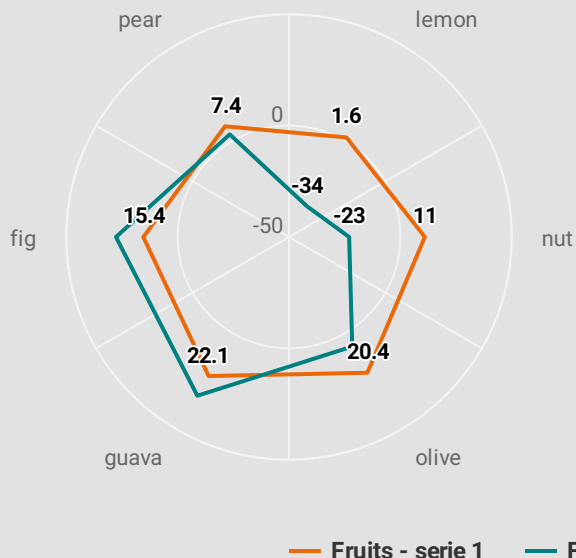 pear
lemon
7.4
0
1.6
-34
fig
15.4
-50
-23
11
nut
22.1
20.4
guava
olive
Fruits - serie 1
F